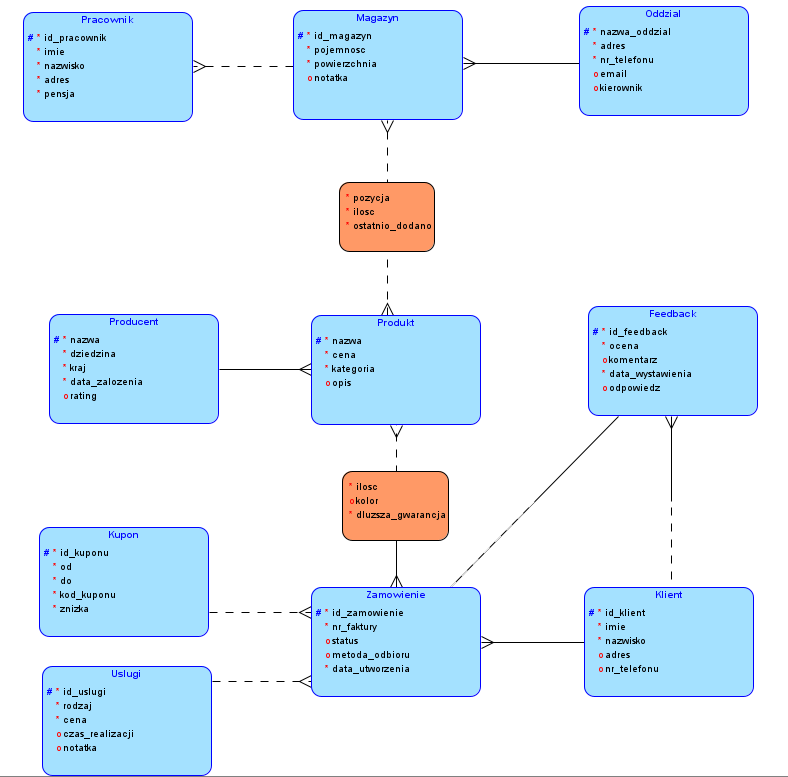 Pracownik
# * id_pracownik
* imie
* nazwisko
* adres
* pensja
Magazyn
# * id_magazyn
* pojemnosc
* powierzchnia
o notatka
Oddzial
# * nazwa_oddzial
* adres
* nr_telefonu
o email
o kierownik
* pozycja
* ilosc
* ostatnio_dodano
Producent
# * nazwa
* dziedzina
* kraj
* data_zalozenia
o rating
Produkt
# * nazwa
* cena
* kategoria
o opis
Feedback
# * id_feedback
* ocena
o komentarz
* data_wystawienia
o odpowiedz
* ilosc
o kolor
* dluzsza_gwarancja
Kupon
# * id_kuponu
* od
* do
* kod_kuponu
* znizka
Zamowienie
# * id_zamowienie
* nr_faktury
o status
o metoda_odbioru
* data_utworzenia
Klient
# * id_klient
* imie
* nazwisko
o adres
o nr_telefonu
Uslugi
# * id_uslugi
* rodzaj
* cena
o czas_realizacji
o notatka